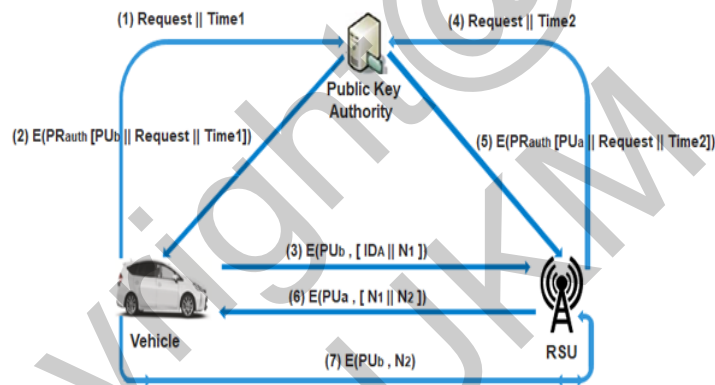 (1) Request || Time1
(4) Request || Time2
Public Key
Authority
(2) E(PRauth [PUb || Request || Time1])
(5) E(PRauth [PUa || Request || Time2])
(3) E(PUb , [ IDA || N1 ])
(6) E(PUa , [ N1 || N2 ])
Vehicle
RSU
(7) E(PUb , N2)
UKM